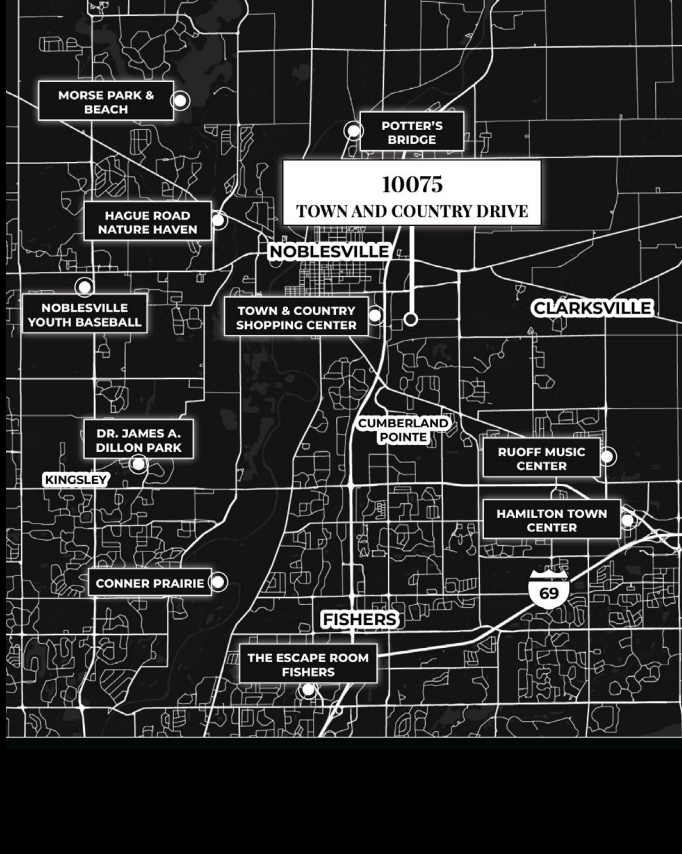 MORSE PARK &
BEACH
POTTER'S
BRIDGE
10075
TOWN AND COUNTRY DRIVE
HAGUE ROAD
NATURE HAVEN
NOBLESVILLE
NOBLESVILLE
YOUTH BASEBALL
TOWN & COUNTRY
SHOPPING CENTER
CLARKSVILLE
CUMBERLAND
POINTE
DR. JAMES A.
DILLON PARK
KINGSLEY
RUOFF MUSIC
CENTER
HAMILTON TOWN
CENTER
CONNER PRAIRIE
69
FISHERS
THE ESCAPE ROOM
FISHERS